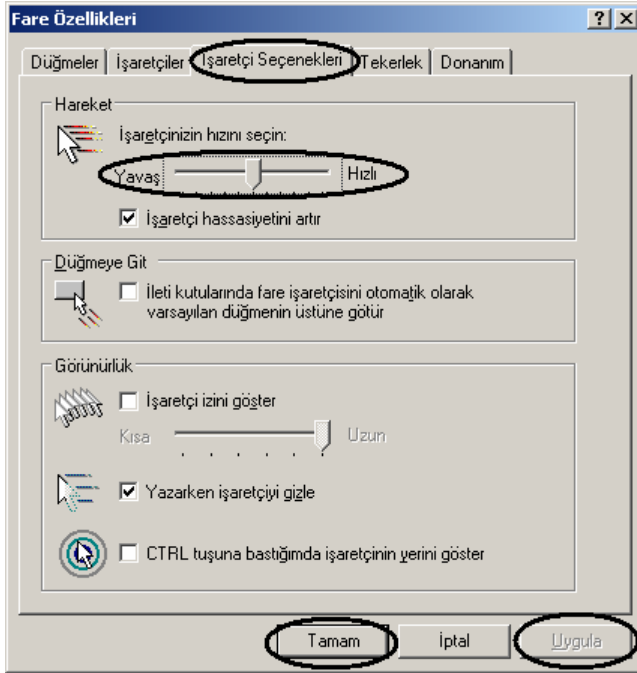 Fare Özellikleri
Düğmeler İşaretçiler İşaretçi Seçenekleri Tekerlek Donanım
Hareket
İşaretçinizin hızını seçin:
Yavaş Hızlı
İşaretçi hassasiyetini artır
Düğmeye Git
İleti kutularında fare işaretçisini otomatik olarak
varsayılan düğmenin üstüne götür
Görünürlük
İşaretçi izini göster
Kısa Uzun
Yazarken işaretçiyi gizle
CTRL tuşuna bastığımda işaretçinin yerini göster
Tamam İptal Uygula